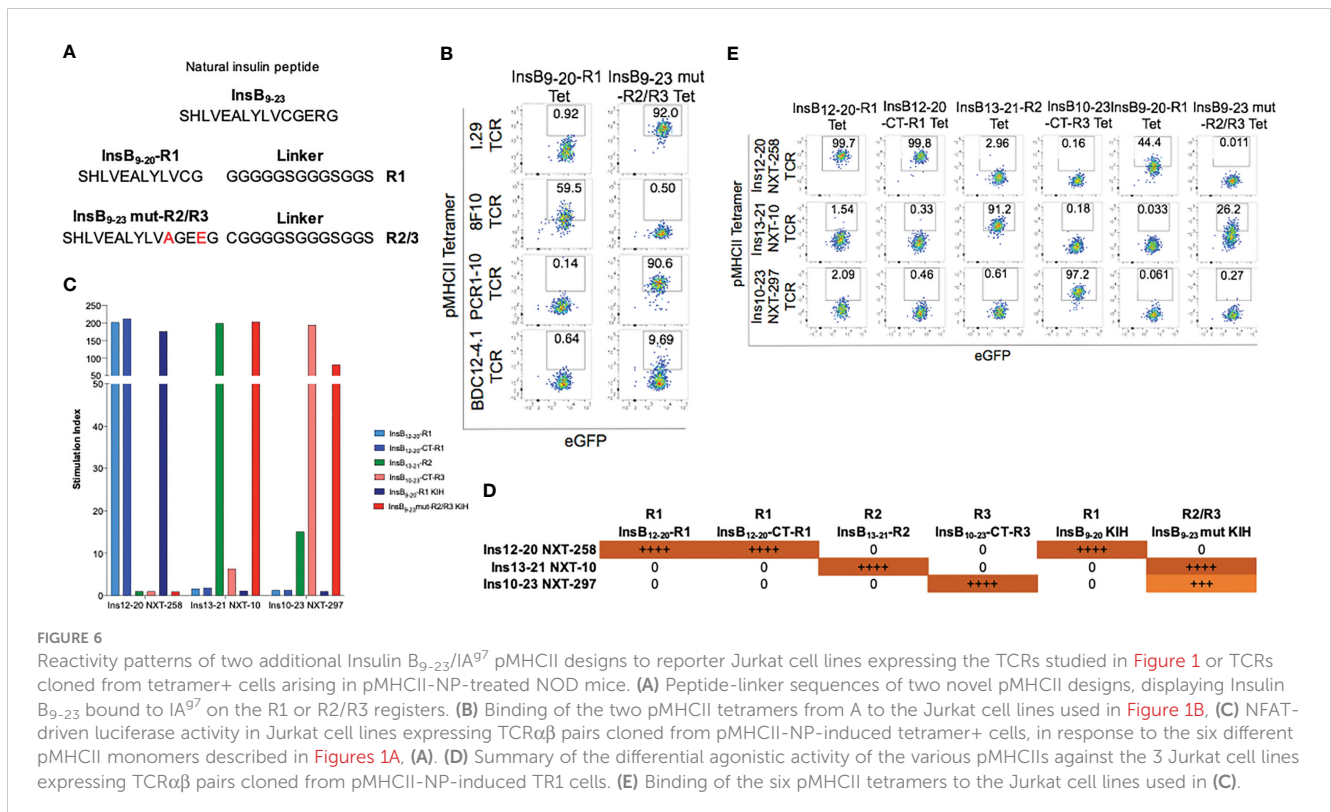 A
Natural insulin peptide
InsB9-23
SHLVEALYLVCGERG
InsB9-20-R1 Linker
SHLVEALYLVCG GGGGGSGGGSGGS R1
InsB9-23 mut-R2/R3 Linker
SHLVEALYLVAGEEG CGGGGSGGGSGGS R2/3
B
InsB9-20-R1 Tet
InsB9-23 mut -R2/R3 Tet
pMHCII Tetramer
I.29 TCR
0.92 92.0
8F10 TCR
59.5 0.50
PCR1-10 TCR
0.14 90.6
BDC12-4.1 TCR
0.64 9.69
eGFP
C
Stimulation Index
250
200
150
100
50
50
40
30
20
10
0
Ins12-20 NXT-258 Ins13-21 NXT-10 Ins10-23 NXT-297
InsB12-20-R1
InsB12-20-CT-R1
InsB13-21-R2
InsB10-23-CT-R3
InsB9-20-R1 KIH
InsB9-23mut-R2/R3 KIH
D
R1 R1 R2 R3 R1 R2/R3
InsB12-20-R1 InsB12-20-CT-R1 InsB13-21-R2 InsB10-23-CT-R3 InsB9-20 KIH InsB9-23 mut KIH
Ins12-20 NXT-258 ++++ ++++ 0 0 ++++ 0
Ins13-21 NXT-10 0 0 ++++ 0 0 ++++
Ins10-23 NXT-297 0 0 0 ++++ 0 +++
E
InsB12-20-R1 Tet
InsB12-20 -CT-R1 Tet
InsB13-21-R2 Tet
InsB10-23 -CT-R3 Tet
InsB9-20-R1 Tet
InsB9-23 mut -R2/R3 Tet
pMHCII Tetramer
Ins12-20 NXT-258 TCR
99.7 99.8 2.96 0.16 44.4 0.011
Ins13-21 NXT-10 TCR
1.54 0.33 91.2 0.18 0.033 26.2
Ins10-23 NXT-297 TCR
2.09 0.46 0.61 97.2 0.061 0.27
eGFP
FIGURE 6
Reactivity patterns of two additional Insulin B9-23/IAg7 pMHCII designs to reporter Jurkat cell lines expressing the TCRs studied in Figure 1 or TCRs
cloned from tetramer+ cells arising in pMHCII-NP-treated NOD mice. (A) Peptide-linker sequences of two novel pMHCII designs, displaying Insulin
B9-23 bound to IAg7 on the R1 or R2/R3 registers. (B) Binding of the two pMHCII tetramers from A to the Jurkat cell lines used in Figure 1B, (C) NFAT-
driven luciferase activity in Jurkat cell lines expressing TCRαβ pairs cloned from pMHCII-NP-induced tetramer+ cells, in response to the six different
pMHCII monomers described in Figures 1A, (A). (D) Summary of the differential agonistic activity of the various pMHCIIs against the 3 Jurkat cell lines
expressing TCRαβ pairs cloned from pMHCII-NP-induced TR1 cells. (E) Binding of the six pMHCII tetramers to the Jurkat cell lines used in (C).